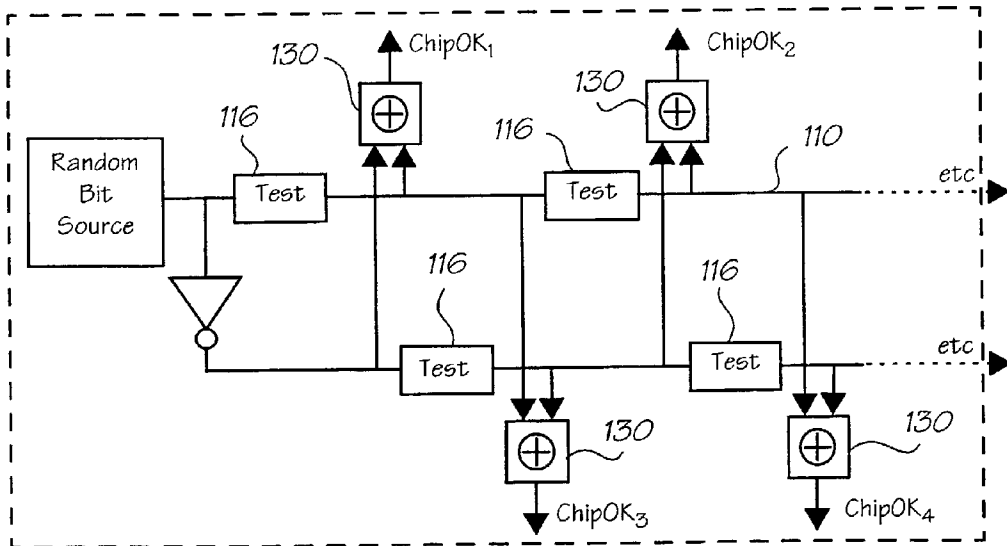 130
ChipOK₁
130
ChipOK₂
116
116
110
etc
Random
Bit
Source
Test
Test
116
116
etc
Test
Test
130
130
ChipOK₃
ChipOK₄